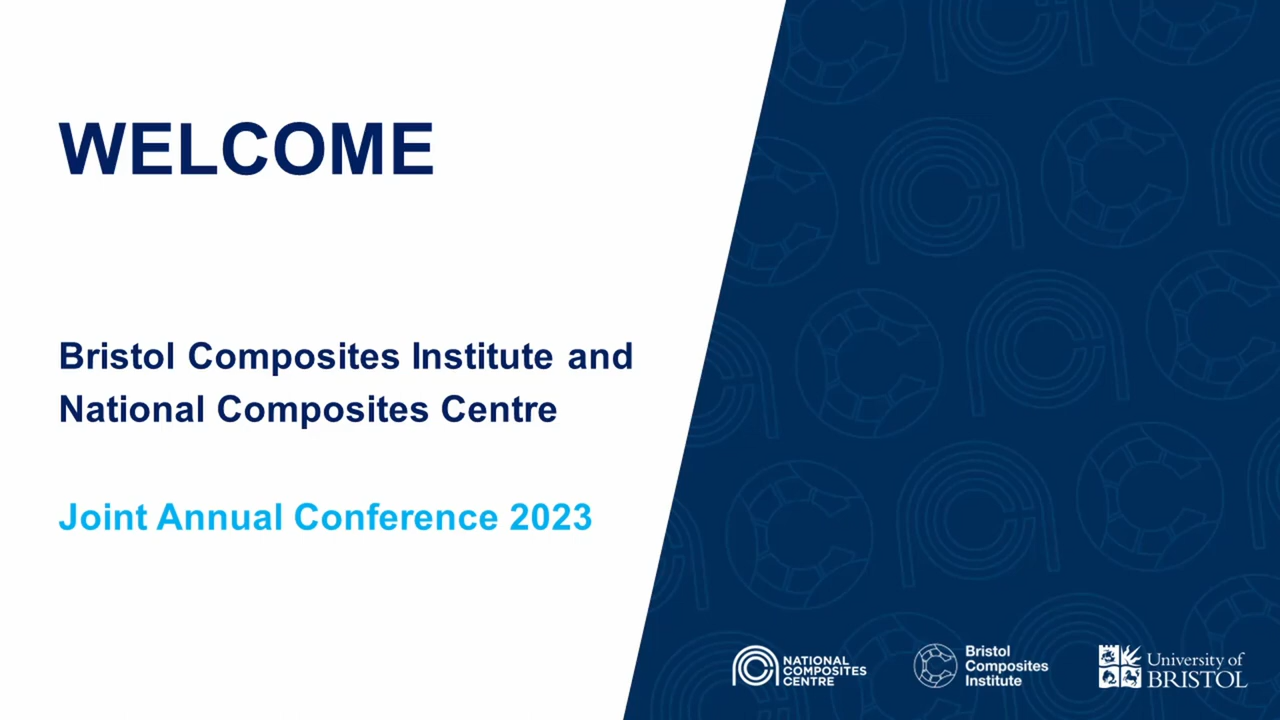 WELCOME
Bristol Composites Institute and
National Composites Centre
Joint Annual Conference 2023
NATIONAL
COMPOSITES
CENTRE
Bristol
Composites
Institute
University of
BRISTOL